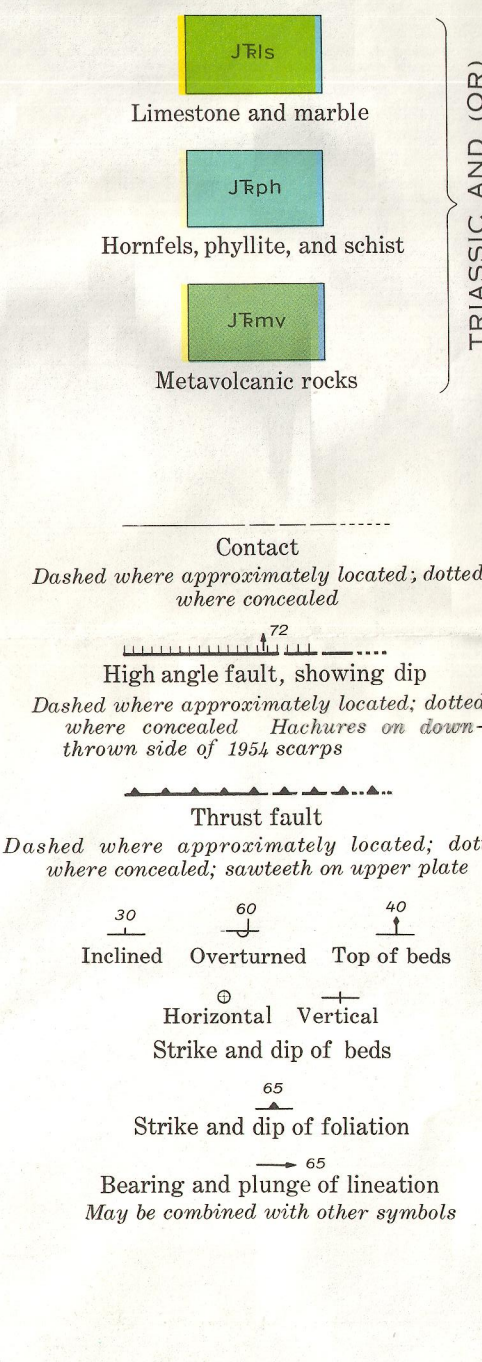 JTRls
Limestone and marble
JTRph
Hornfels, phyllite, and schist
JTRmv
Metavolcanic rocks
TRIASSIC AND (OR)
Contact
Dashed where approximately located; dotted
where concealed
72
High angle fault, showing dip
Dashed where approximately located; dotted
where concealed Hachures on down-
thrown side of 1954 scarps
Thrust fault
Dashed where approximately located; dot
where concealed; sawteeth on upper plate
30 60 40
Inclined Overturned Top of beds
Horizontal Vertical
Strike and dip of beds
65
Strike and dip of foliation
65
Bearing and plunge of lineation
May be combined with other symbols